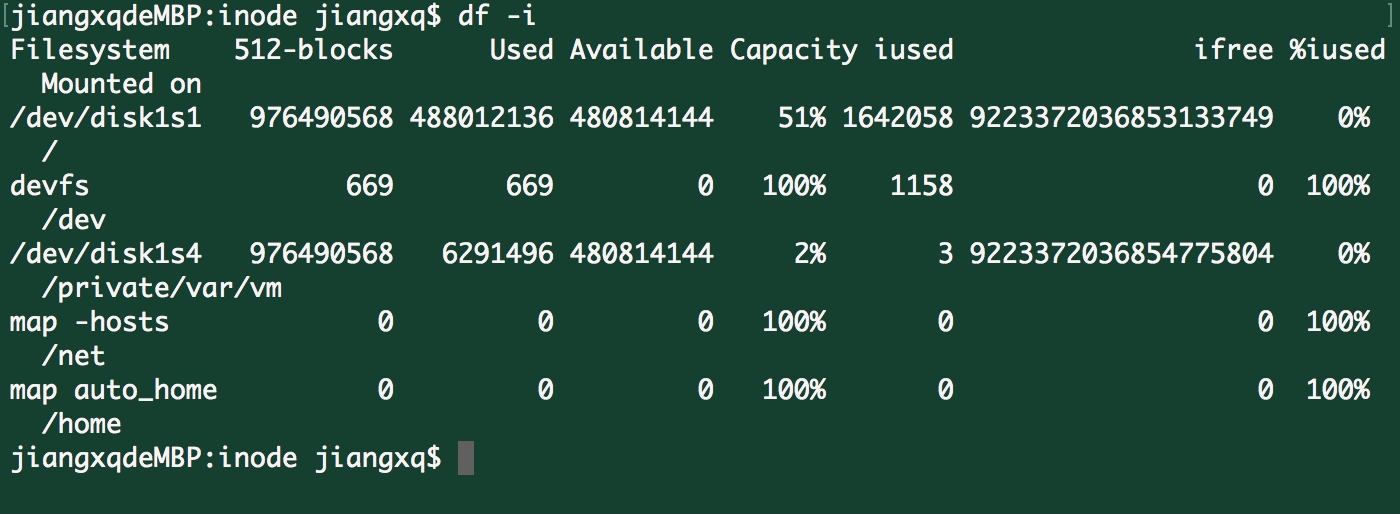 [jiangxqdeMBP:inode jiangxq$ df -i ]
Filesystem    512-blocks      Used Available Capacity iused               ifree %iused
  Mounted on
/dev/disk1s1   976490568 488012136 480814144    51% 1642058 9223372036853133749    0%
  /
devfs                669       669         0   100%    1158                   0  100%
  /dev
/dev/disk1s4   976490568   6291496 480814144     2%       3 9223372036854775804    0%
  /private/var/vm
map -hosts             0         0         0   100%       0                   0  100%
  /net
map auto_home          0         0         0   100%       0                   0  100%
  /home
jiangxqdeMBP:inode jiangxq$